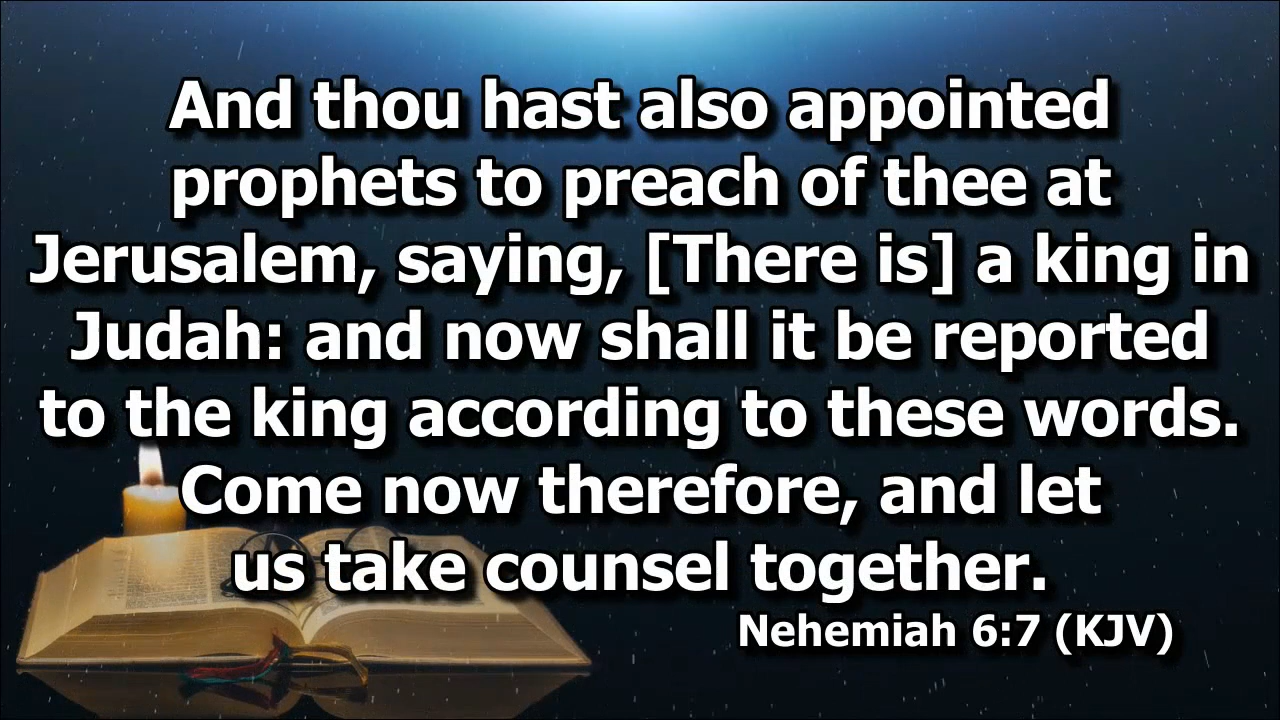 And thou hast also appointed
prophets to preach of thee at
Jerusalem, saying, [There is] a king in
Judah: and now shall it be reported
to the king according to these words.
Come now therefore, and let
us take counsel together.
Nehemiah 6:7 (KJV)